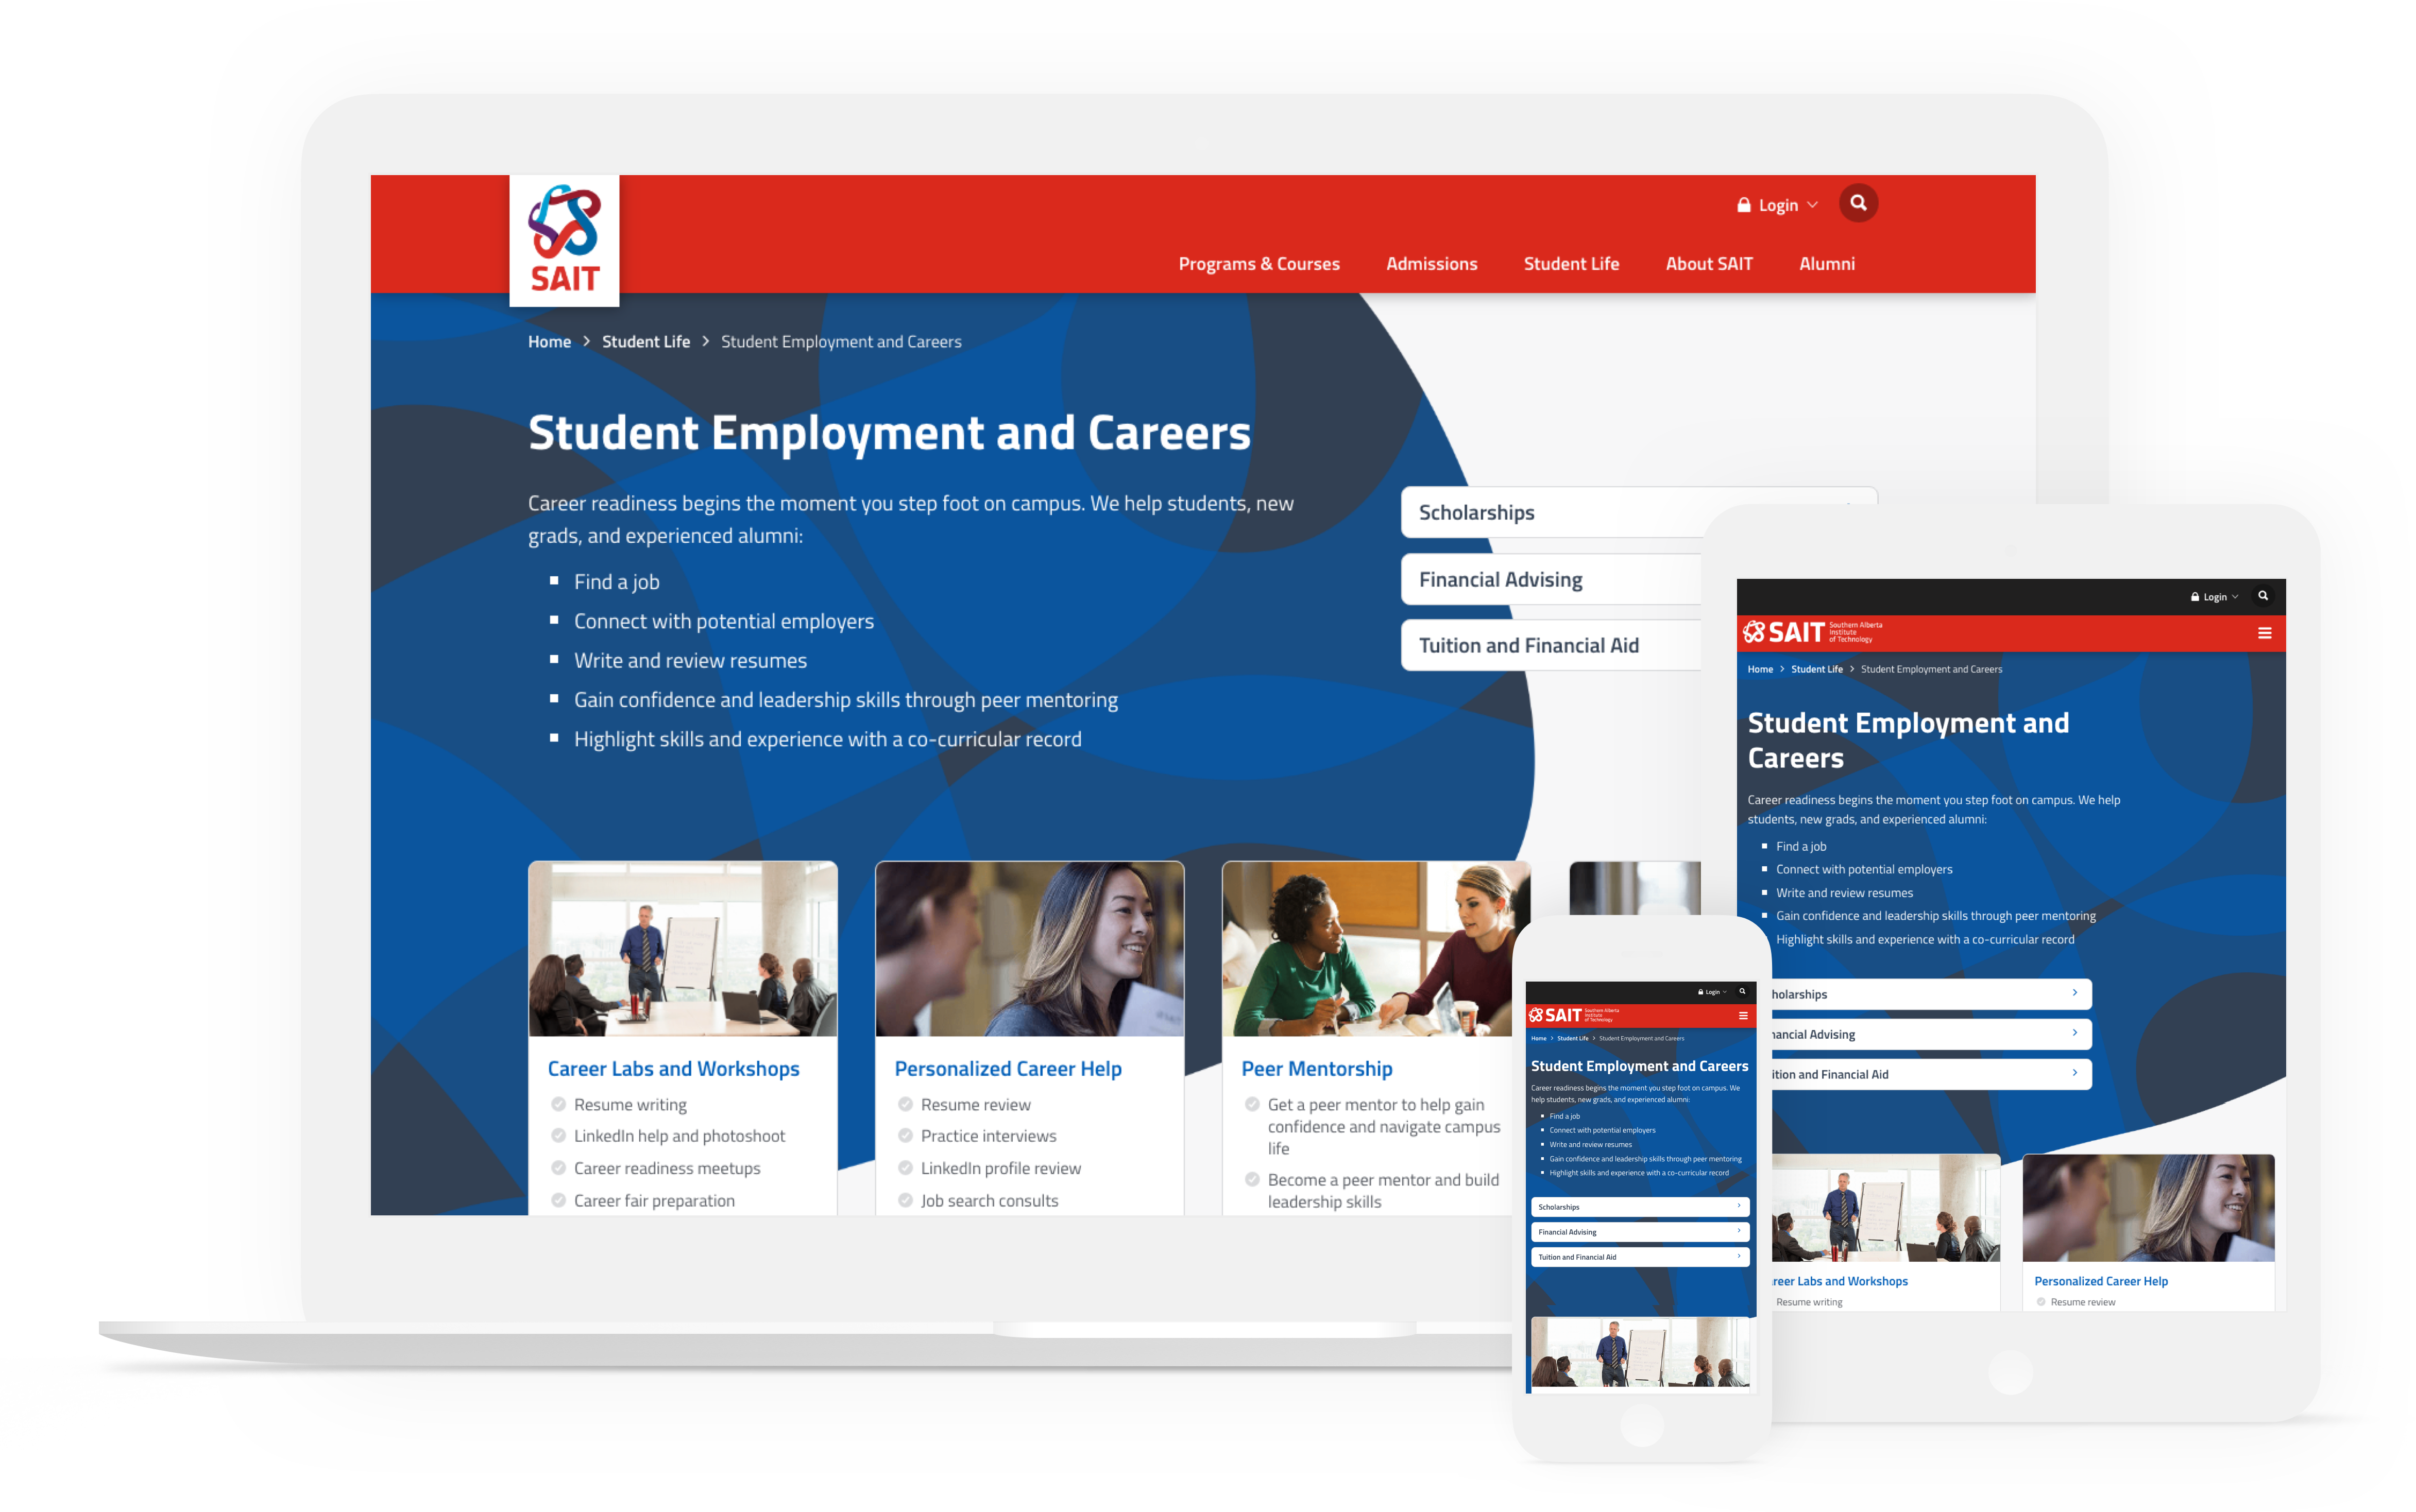 SAIT
Login
Programs & Courses Admissions Student Life About SAIT Alumni
Home > Student Life > Student Employment and Careers
Student Employment and Careers
Career readiness begins the moment you step foot on campus. We help students, new
grads, and experienced alumni:
Find a job
Connect with potential employers
Write and review resumes
Gain confidence and leadership skills through peer mentoring
Highlight skills and experience with a co-curricular record
Scholarships
Financial Advising
Tuition and Financial Aid
Career Labs and Workshops
Resume writing
LinkedIn help and photoshoot
Career readiness meetups
Career fair preparation
Personalized Career Help
Resume review
Practice interviews
LinkedIn profile review
Job search consults
Peer Mentorship
Get a peer mentor to help gain
confidence and navigate campus
life
Become a peer mentor and build
leadership skills
Login
SAIT
Southern Alberta
Institute
of Technology
Home > Student Life > Student Employment and Careers
Student Employment and
Careers
Career readiness begins the moment you step foot on campus. We help
students, new grads, and experienced alumni:
Find a job
Connect with potential employers
Write and review resumes
Gain confidence and leadership skills through peer mentoring
Highlight skills and experience with a co-curricular record
holarships
nancial Advising
ition and Financial Aid
reer Labs and Workshops
Resume writing
Personalized Career Help
Resume review
Login
SAIT
Southern Alberta
Institute
of Technology
Home > Student Life > Student Employment and Careers
Student Employment and Careers
Career readiness begins the moment you step foot on campus. We
help students, new grads, and experienced alumni:
Find a job
Connect with potential employers
Write and review resumes
Gain confidence and leadership skills through peer mentoring
Highlight skills and experience with a co-curricular record
Scholarships
Financial Advising
Tuition and Financial Aid